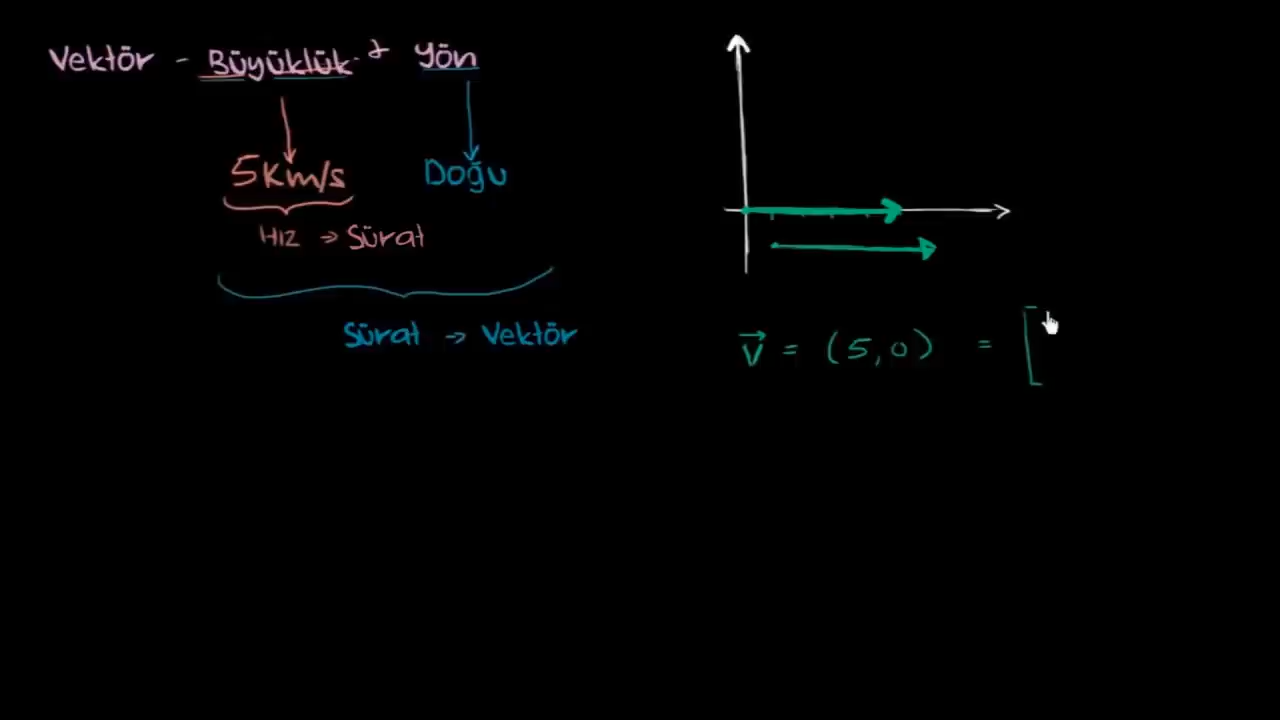 Vektör - Büyüklük + Yön
5Km/s
Doğu
Hız → Sürat
Sürat → Vektör
v⃗ = (5,0) = [